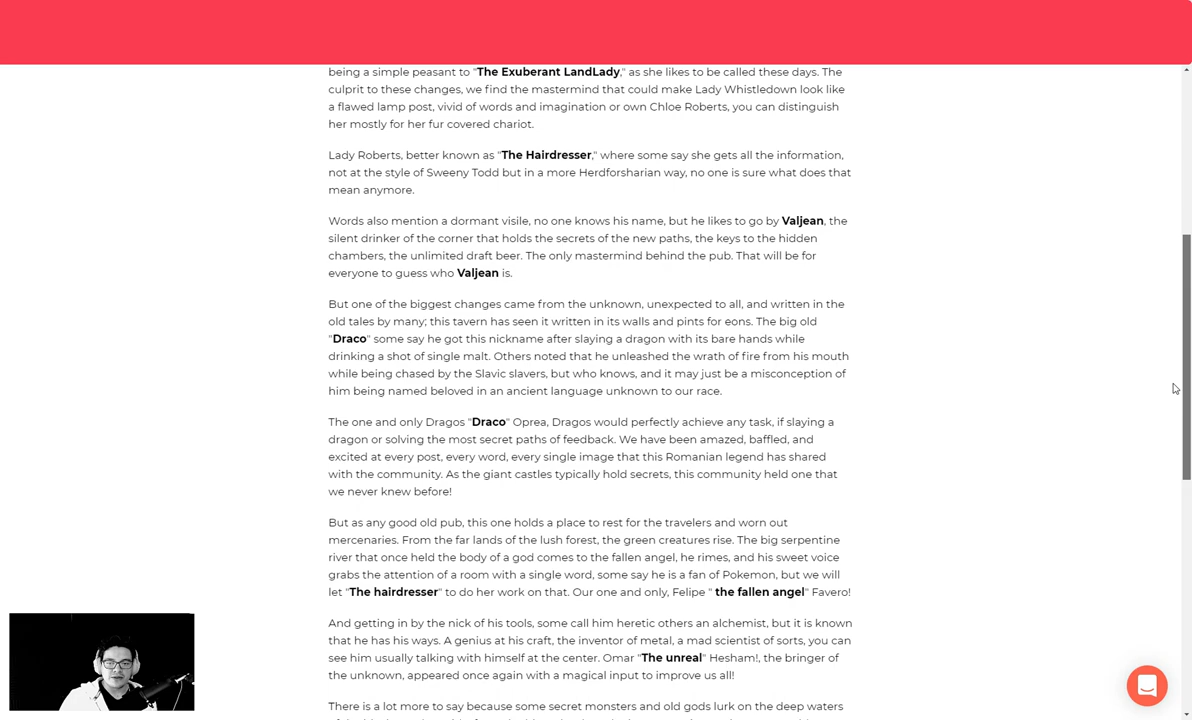 being a simple peasant to "The Exuberant LandLady," as she likes to be called these days. The
culprit to these changes, we find the mastermind that could make Lady Whistledown look like
a flawed lamp post, vivid of words and imagination or own Chloe Roberts, you can distinguish
her mostly for her fur covered chariot.
Lady Roberts, better known as "The Hairdresser," where some say she gets all the information,
not at the style of Sweeny Todd but in a more Herdforsharian way, no one is sure what does that
mean anymore.
Words also mention a dormant visile, no one knows his name, but he likes to go by Valjean, the
silent drinker of the corner that holds the secrets of the new paths, the keys to the hidden
chambers, the unlimited draft beer. The only mastermind behind the pub. That will be for
everyone to guess who Valjean is.
But one of the biggest changes came from the unknown, unexpected to all, and written in the
old tales by many; this tavern has seen it written in its walls and pints for eons. The big old
"Draco" some say he got this nickname after slaying a dragon with its bare hands while
drinking a shot of single malt. Others noted that he unleashed the wrath of fire from his mouth
while being chased by the Slavic slavers, but who knows, and it may just be a misconception of
him being named beloved in an ancient language unknown to our race.
The one and only Dragos "Draco" Oprea, Dragos would perfectly achieve any task, if slaying a
dragon or solving the most secret paths of feedback. We have been amazed, baffled, and
excited at every post, every word, every single image that this Romanian legend has shared
with the community. As the giant castles typically hold secrets, this community held one that
we never knew before!
But as any good old pub, this one holds a place to rest for the travelers and worn out
mercenaries. From the far lands of the lush forest, the green creatures rise. The big serpentine
river that once held the body of a god comes to the fallen angel, he rimes, and his sweet voice
grabs the attention of a room with a single word, some say he is a fan of Pokemon, but we will
let "The hairdresser" to do her work on that. Our one and only, Felipe " the fallen angel" Favero!
And getting in by the nick of his tools, some call him heretic others an alchemist, but it is known
that he has his ways. A genius at his craft, the inventor of metal, a mad scientist of sorts, you can
see him usually talking with himself at the center. Omar "The unreal" Hesham!, the bringer of
the unknown, appeared once again with a magical input to improve us all!
There is a lot more to say because some secret monsters and old gods lurk on the deep waters